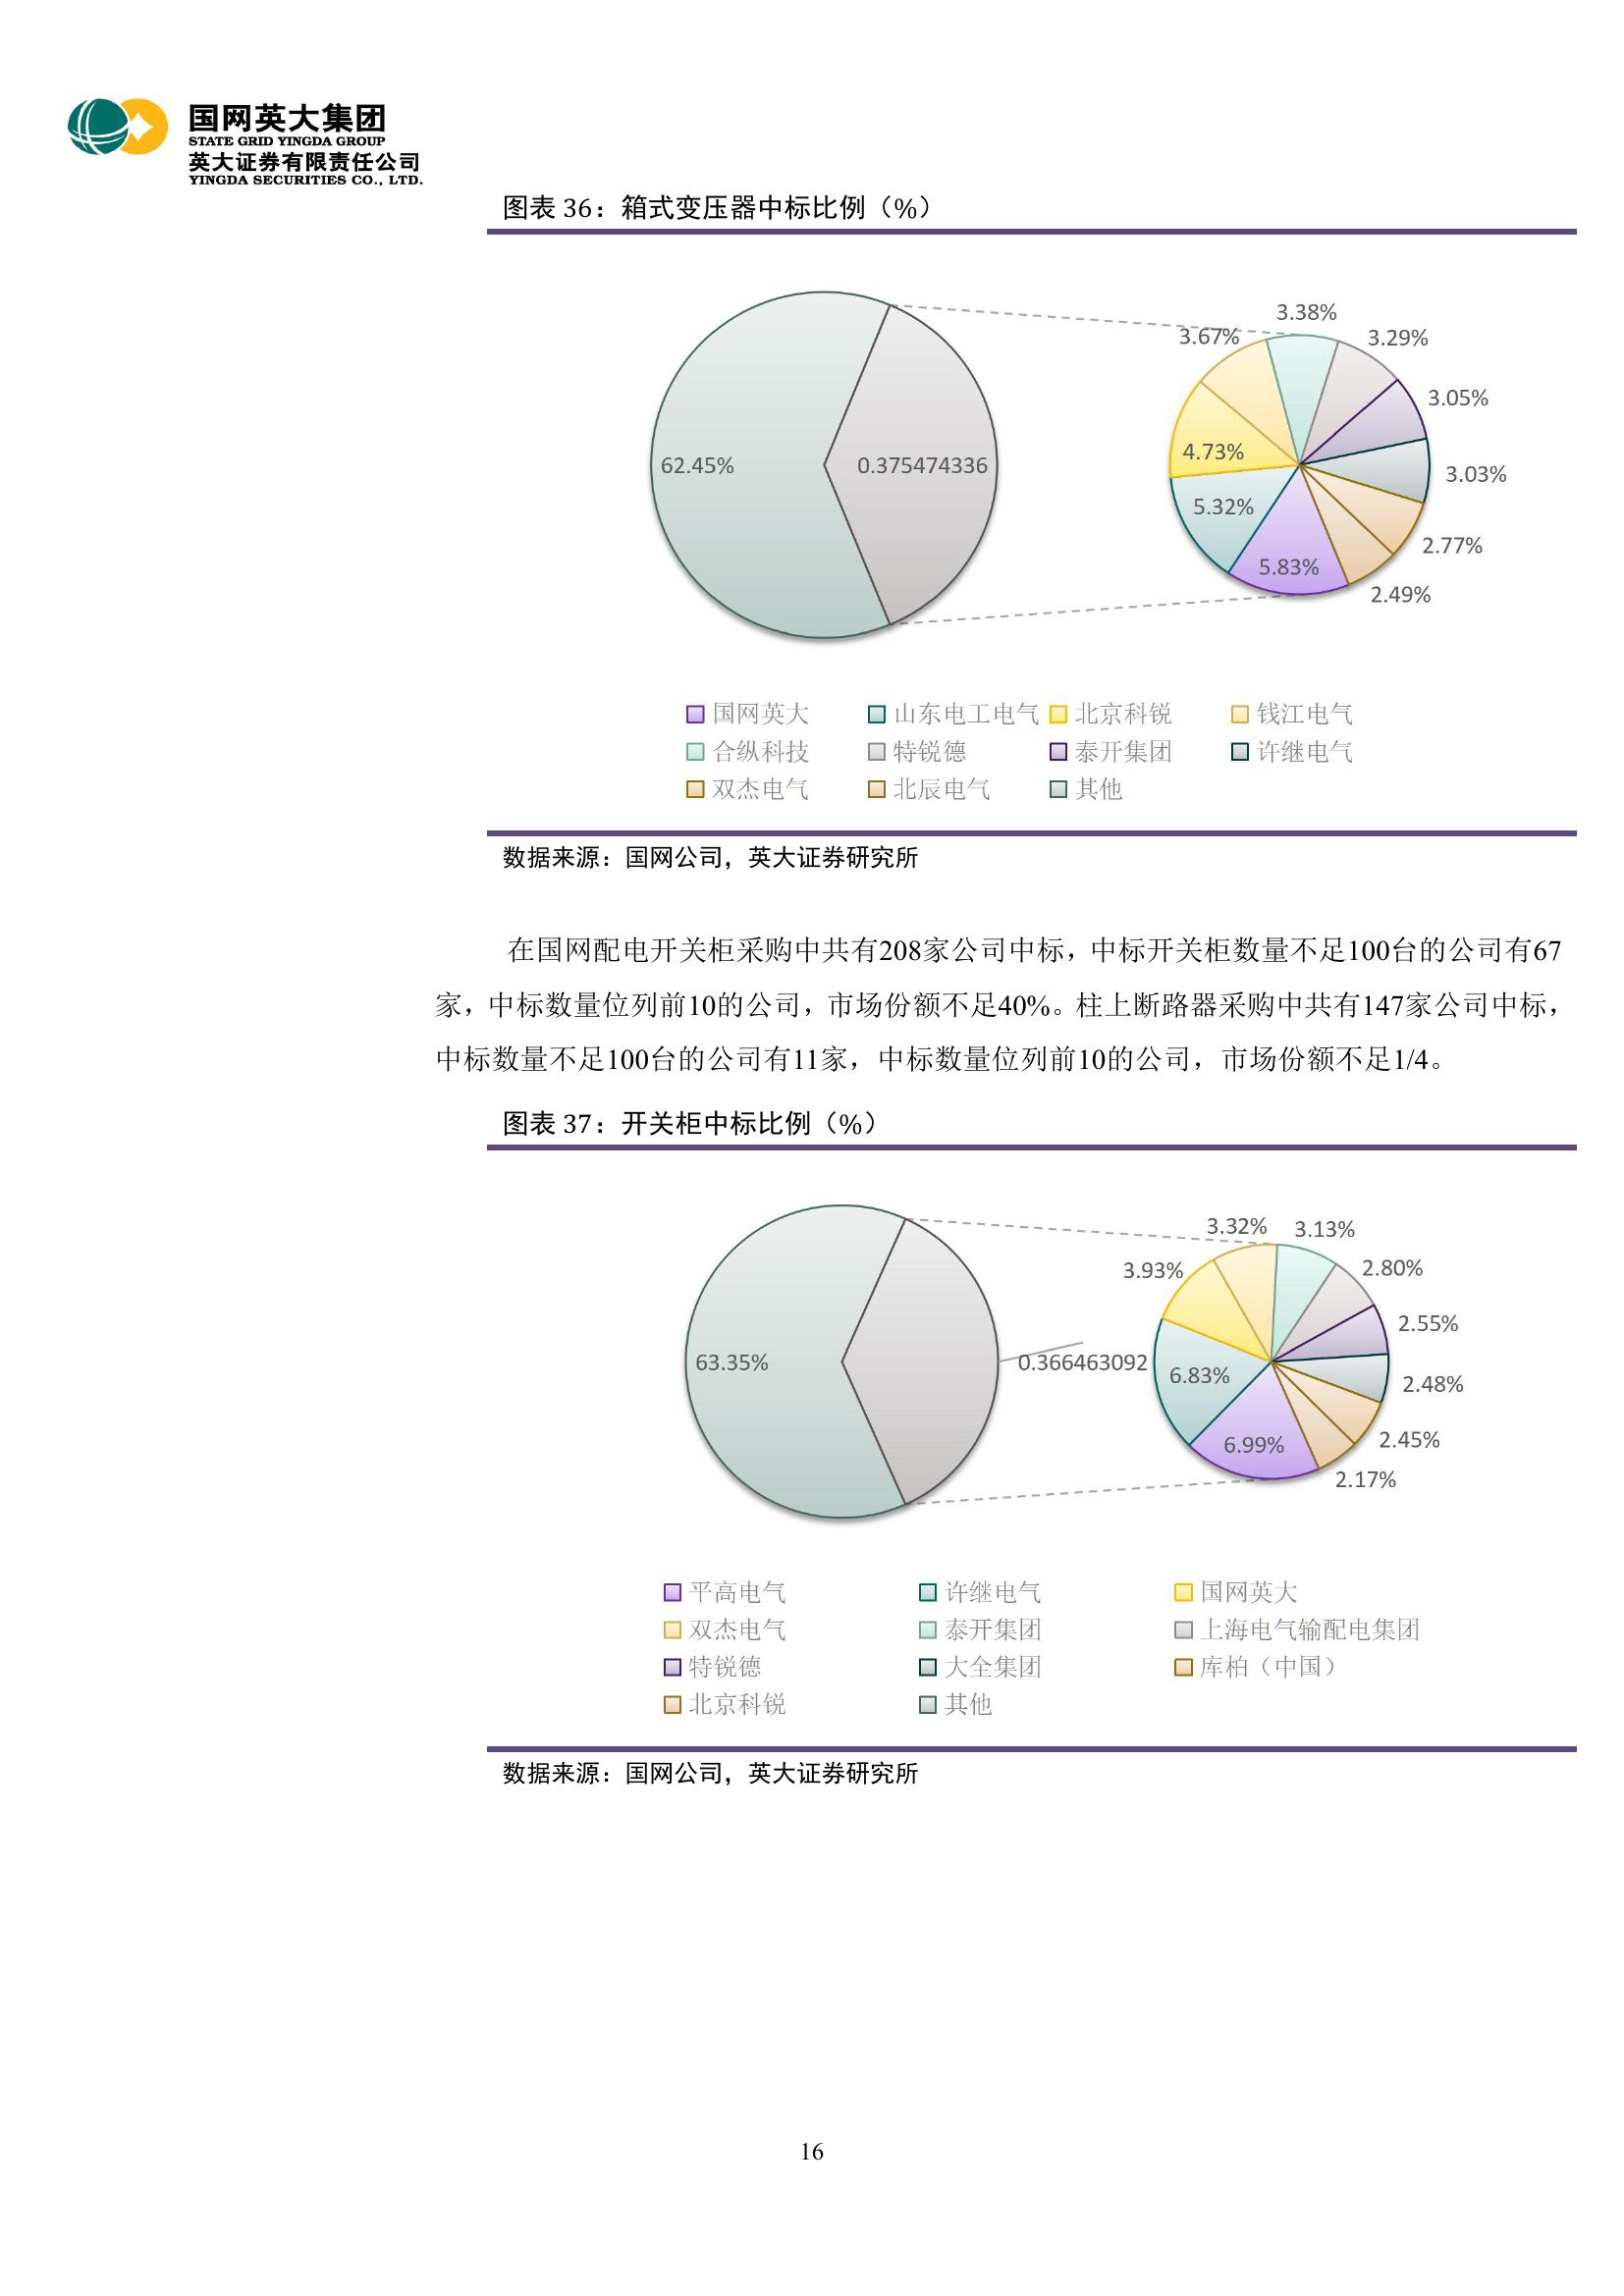 国网英大集团
STATE GRID YINGDA GROUP
英大证券有限责任公司
YINGDA SECURITIES CO., LTD.
图表 36：箱式变压器中标比例（%）
62.45%
0.375474336
3.67%
3.38%
3.29%
3.05%
4.73%
3.03%
5.32%
2.77%
5.83%
2.49%
国网英大 山东电工电气 北京科锐 钱江电气
合纵科技 特锐德 泰开集团 许继电气
双杰电气 北辰电气 其他
数据来源：国网公司，英大证券研究所
在国网配电开关柜采购中共有208家公司中标，中标开关柜数量不足100台的公司有67
家，中标数量位列前10的公司，市场份额不足40%。柱上断路器采购中共有147家公司中标，
中标数量不足100台的公司有11家，中标数量位列前10的公司，市场份额不足1/4。
图表 37：开关柜中标比例（%）
63.35%
0.366463092
3.32%
3.13%
3.93%
2.80%
2.55%
6.83%
2.48%
6.99%
2.45%
2.17%
平高电气 许继电气 国网英大
双杰电气 泰开集团 上海电气输配电集团
特锐德 大全集团 库柏（中国）
北京科锐 其他
数据来源：国网公司，英大证券研究所
16